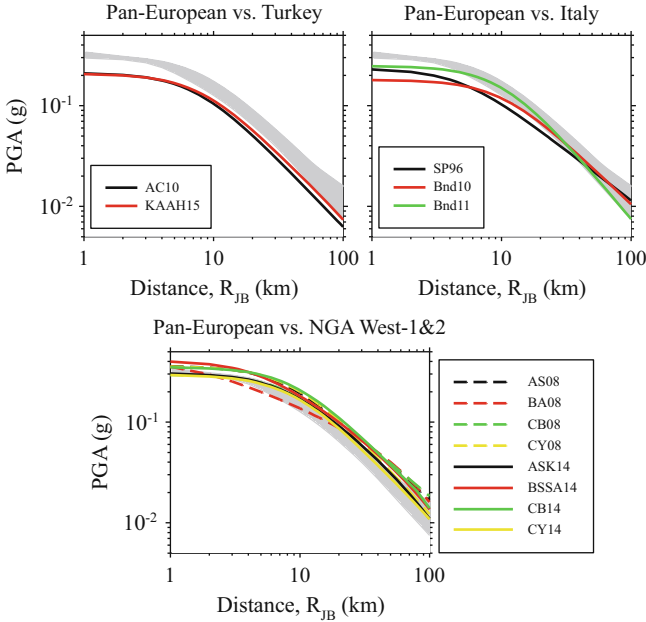 Pan-European vs. Turkey
PGA (g)
10⁻¹
10⁻²
AC10
KAAH15
1
10
100
Distance, R_JB (km)
Pan-European vs. Italy
SP96
Bnd10
Bnd11
1
10
100
Distance, R_JB (km)
Pan-European vs. NGA West-1&2
PGA (g)
10⁻¹
10⁻²
1
10
100
Distance, R_JB (km)
AS08
BA08
CB08
CY08
ASK14
BSSA14
CB14
CY14